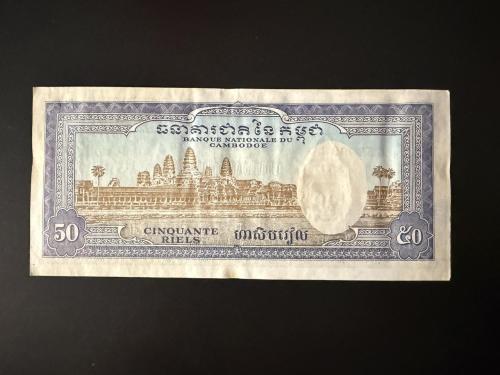 ធនាគារជាតិនៃកម្ពុជា
BANQUE NATIONALE DU
CAMBODGE
50
CINQUANTE
RIELS
ហាសិបរៀល
៥០